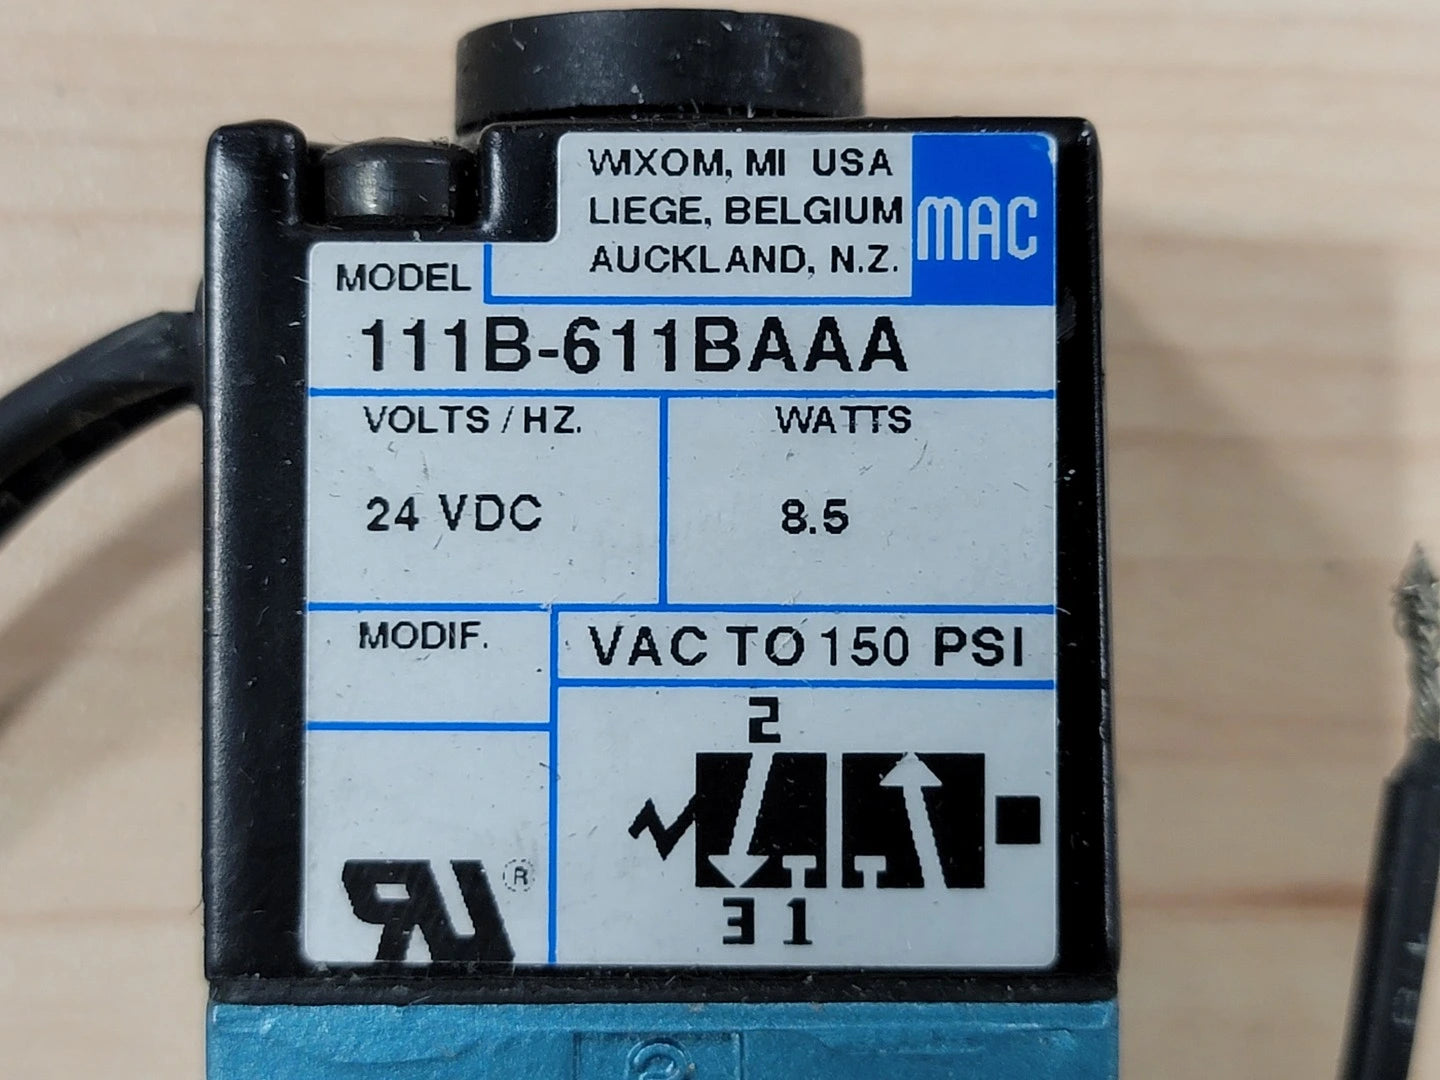 WIXOM, MI USA
LIEGE, BELGIUM
AUCKLAND, N.Z.
MAC
MODEL
111B-611BAAA
VOLTS / HZ.
WATTS
24 VDC
8.5
MODIF.
VAC TO 150 PSI
2
3 1
®
2